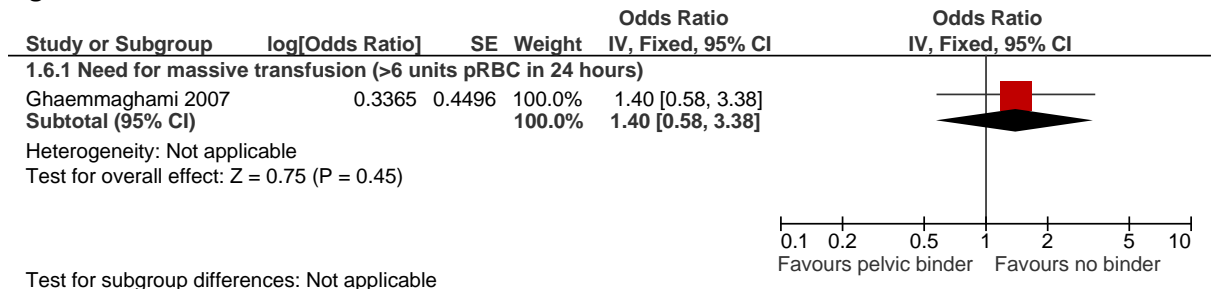 Odds Ratio Odds Ratio
Study or Subgroup log[Odds Ratio] SE Weight IV, Fixed, 95% CI IV, Fixed, 95% CI
1.6.1 Need for massive transfusion (>6 units pRBC in 24 hours)
Ghaemmaghami 2007 0.3365 0.4496 100.0% 1.40 [0.58, 3.38]
Subtotal (95% CI) 100.0% 1.40 [0.58, 3.38]
Heterogeneity: Not applicable
Test for overall effect: Z = 0.75 (P = 0.45)
0.1 0.2 0.5 1 2 5 10
Favours pelvic binder Favours no binder
Test for subgroup differences: Not applicable